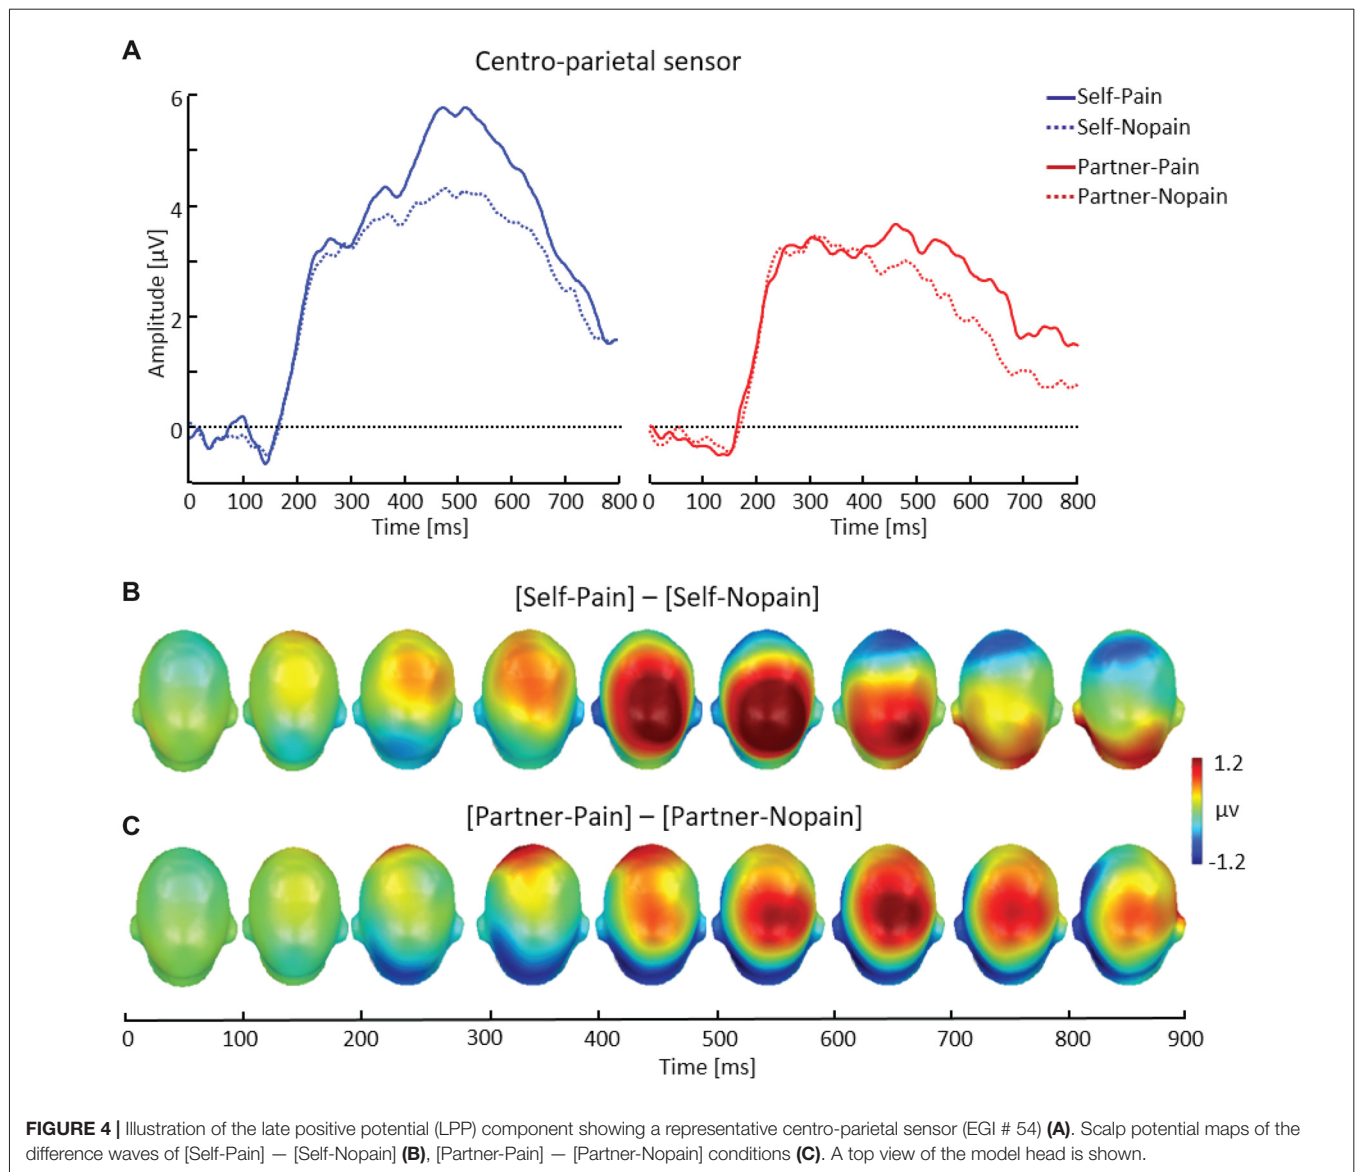 A
Centro-parietal sensor
Self-Pain
Self-Nopain
Partner-Pain
Partner-Nopain
Amplitude [µV]
6
4
2
0
0 100 200 300 400 500 600 700 800
Time [ms]
0 100 200 300 400 500 600 700 800
Time [ms]
B
[Self-Pain] – [Self-Nopain]
C
[Partner-Pain] – [Partner-Nopain]
1.2
µv
-1.2
0 100 200 300 400 500 600 700 800 900
Time [ms]
FIGURE 4 | Illustration of the late positive potential (LPP) component showing a representative centro-parietal sensor (EGI # 54) (A). Scalp potential maps of the
difference waves of [Self-Pain] — [Self-Nopain] (B), [Partner-Pain] — [Partner-Nopain] conditions (C). A top view of the model head is shown.